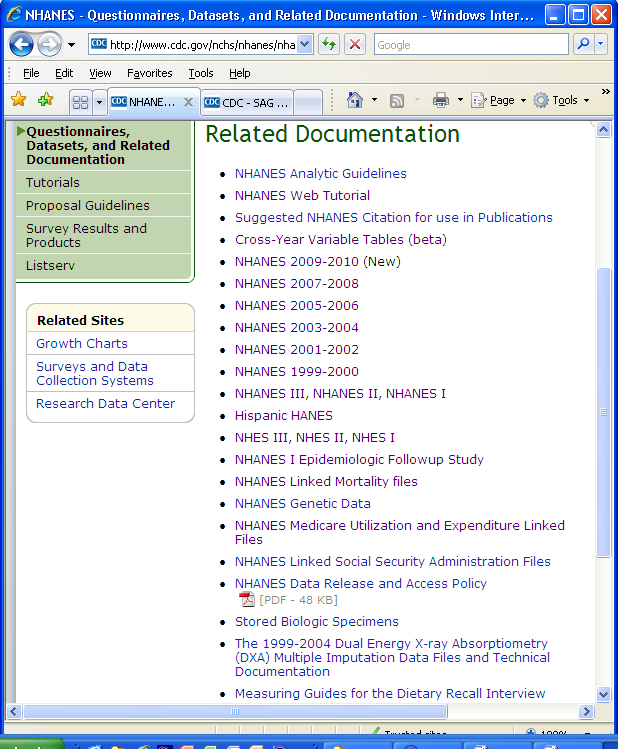 NHANES - Questionnaires, Datasets, and Related Documentation - Windows Inter...
CDC http://www.cdc.gov/nchs/nhanes/nha
Google
File Edit View Favorites Tools Help
CDC NHANE... CDC CDC - SAG ... Page Tools »
Questionnaires,
Datasets, and Related
Documentation
Tutorials
Proposal Guidelines
Survey Results and
Products
Listserv
Related Sites
Growth Charts
Surveys and Data
Collection Systems
Research Data Center
Related Documentation
• NHANES Analytic Guidelines
• NHANES Web Tutorial
• Suggested NHANES Citation for use in Publications
• Cross-Year Variable Tables (beta)
• NHANES 2009-2010 (New)
• NHANES 2007-2008
• NHANES 2005-2006
• NHANES 2003-2004
• NHANES 2001-2002
• NHANES 1999-2000
• NHANES III, NHANES II, NHANES I
• Hispanic HANES
• NHES III, NHES II, NHES I
• NHANES I Epidemiologic Followup Study
• NHANES Linked Mortality files
• NHANES Genetic Data
• NHANES Medicare Utilization and Expenditure Linked
Files
• NHANES Linked Social Security Administration Files
• NHANES Data Release and Access Policy
[PDF - 48 KB]
• Stored Biologic Specimens
• The 1999-2004 Dual Energy X-ray Absorptiometry
(DXA) Multiple Imputation Data Files and Technical
Documentation
• Measuring Guides for the Dietary Recall Interview
Trusted sites 100%